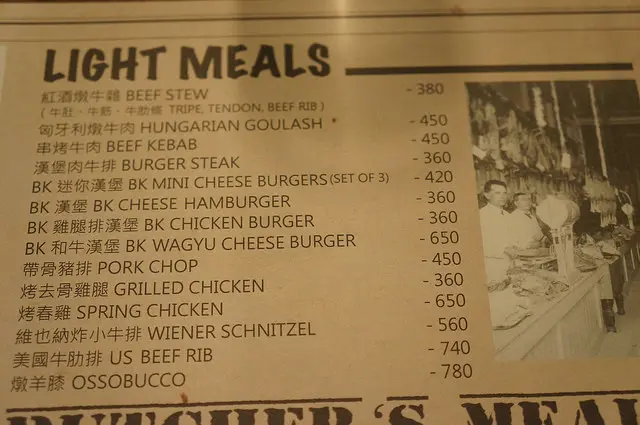 LIGHT MEALS
紅酒燉牛雜 BEEF STEW - 380
( 牛肚、牛筋、牛肋條 TRIPE, TENDON, BEEF RIB )
匈牙利燉牛肉 HUNGARIAN GOULASH - 450
串烤牛肉 BEEF KEBAB - 450
漢堡肉牛排 BURGER STEAK - 360
BK 迷你漢堡 BK MINI CHEESE BURGERS (SET OF 3) - 420
BK 漢堡 BK CHEESE HAMBURGER - 360
BK 雞腿排漢堡 BK CHICKEN BURGER - 360
BK 和牛漢堡 BK WAGYU CHEESE BURGER - 650
帶骨豬排 PORK CHOP - 450
烤去骨雞腿 GRILLED CHICKEN - 360
烤春雞 SPRING CHICKEN - 650
維也納炸小牛排 WIENER SCHNITZEL - 560
美國牛肋排 US BEEF RIB - 740
燉羊膝 OSSOBUCCO - 780
BUTCHER'S MEA